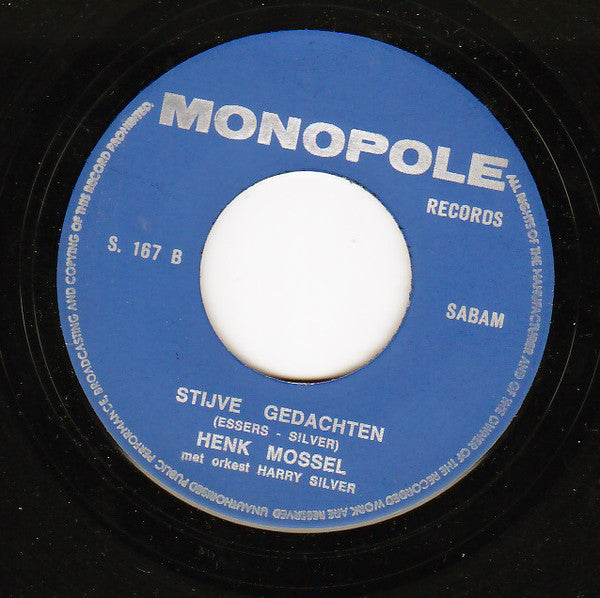 MONOPOLE
RECORDS
S. 167 B
SABAM
STIJVE GEDACHTEN
(ESSERS - SILVER)
HENK MOSSEL
met orkest HARRY SILVER
ALL RIGHTS OF THE MANUFACTURER AND OF THE OWNER OF THE RECORDED WORK ARE RESERVED UNAUTHORISED PUBLIC PERFORMANCE, BROADCASTING AND COPYING OF THIS RECORD PROHIBITED.